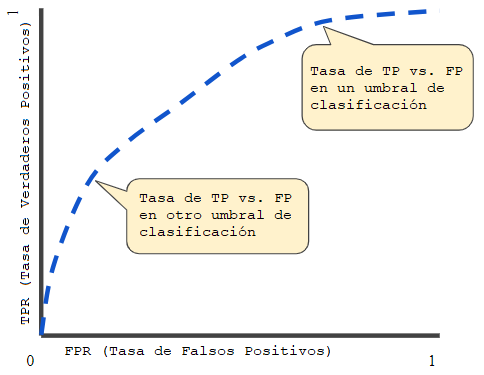 1
TPR (Tasa de Verdaderos Positivos)
Tasa de TP vs. FP
en un umbral de
clasificación
Tasa de TP vs. FP
en otro umbral de
clasificación
0
FPR (Tasa de Falsos Positivos)
1